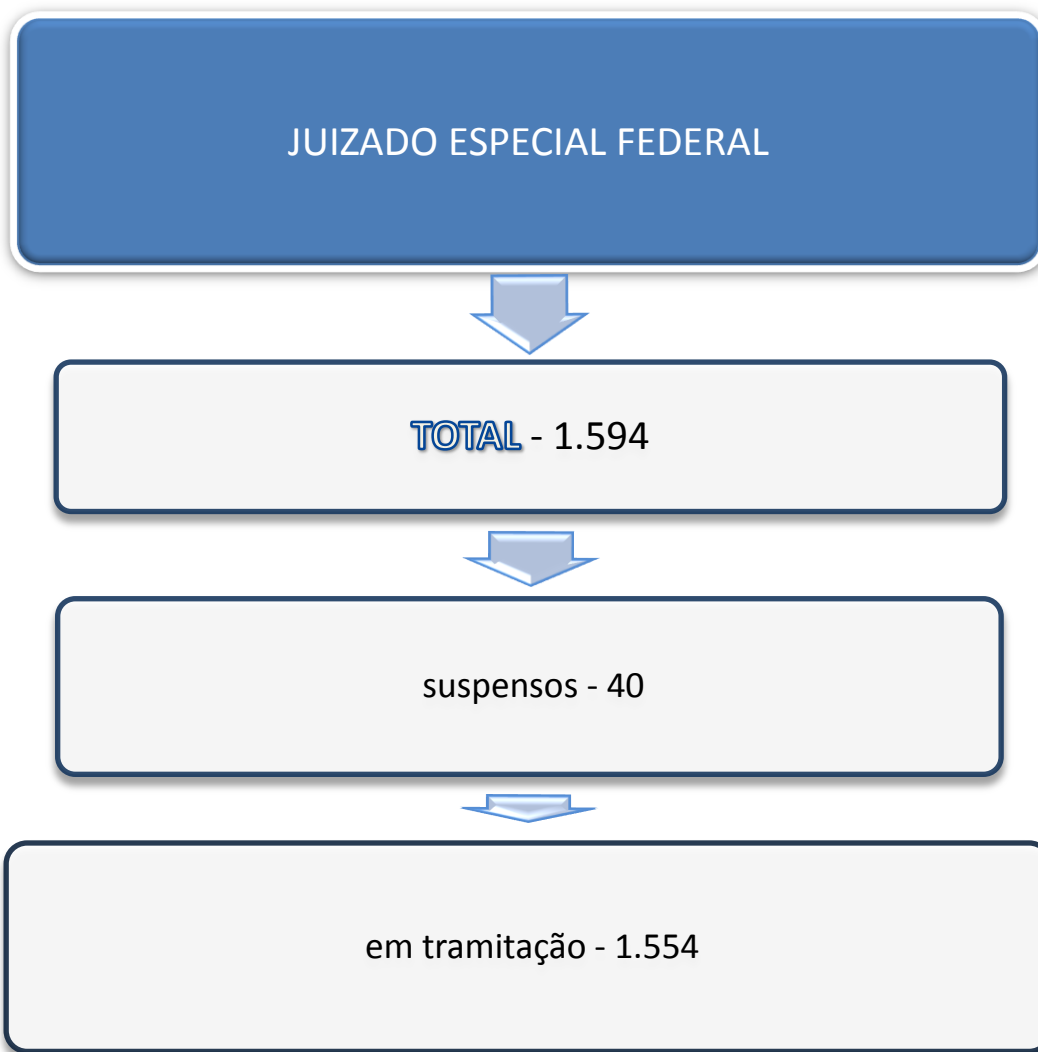 JUIZADO ESPECIAL FEDERAL
TOTAL - 1.594
suspensos - 40
em tramitação - 1.554